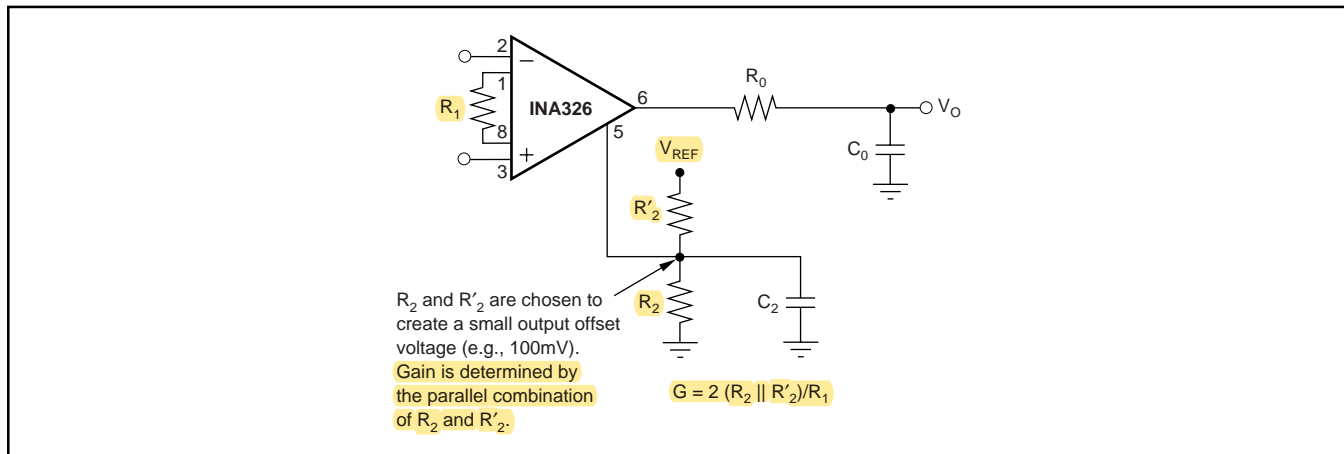 2
−
1
R1
INA326
8
+
3
6
5
R0
VO
C0
VREF
R′2
R2
C2
R2 and R′2 are chosen to
create a small output offset
voltage (e.g., 100mV).
Gain is determined by
the parallel combination
of R2 and R′2.
G = 2 (R2 || R′2)/R1